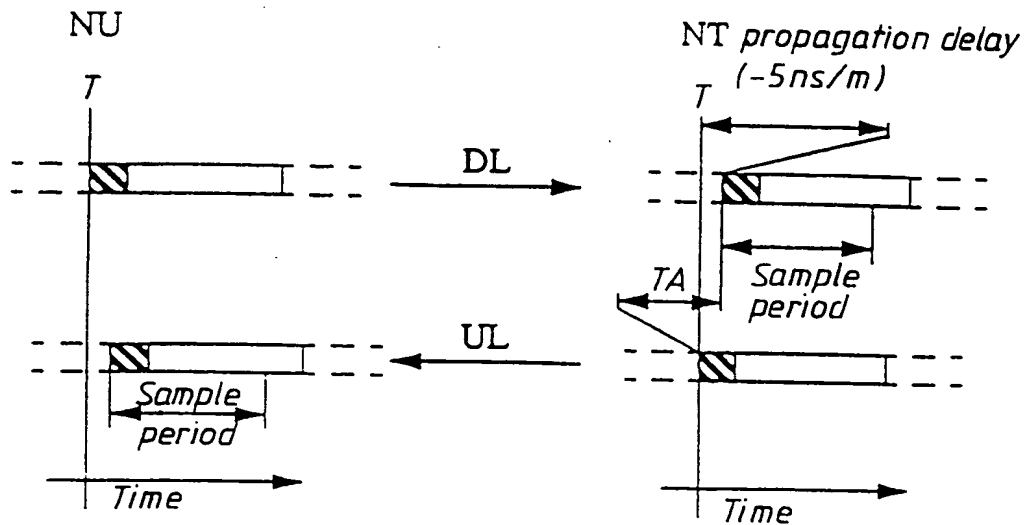 NU
NT propagation delay
(-5ns/m)
T
T
DL
TA
Sample
period
UL
Sample
period
Time
Time